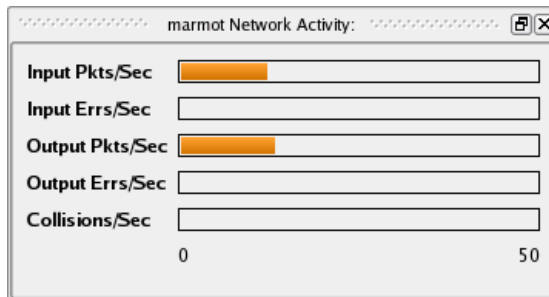 marmot Network Activity:
Input Pkts/Sec
Input Errs/Sec
Output Pkts/Sec
Output Errs/Sec
Collisions/Sec
0 50